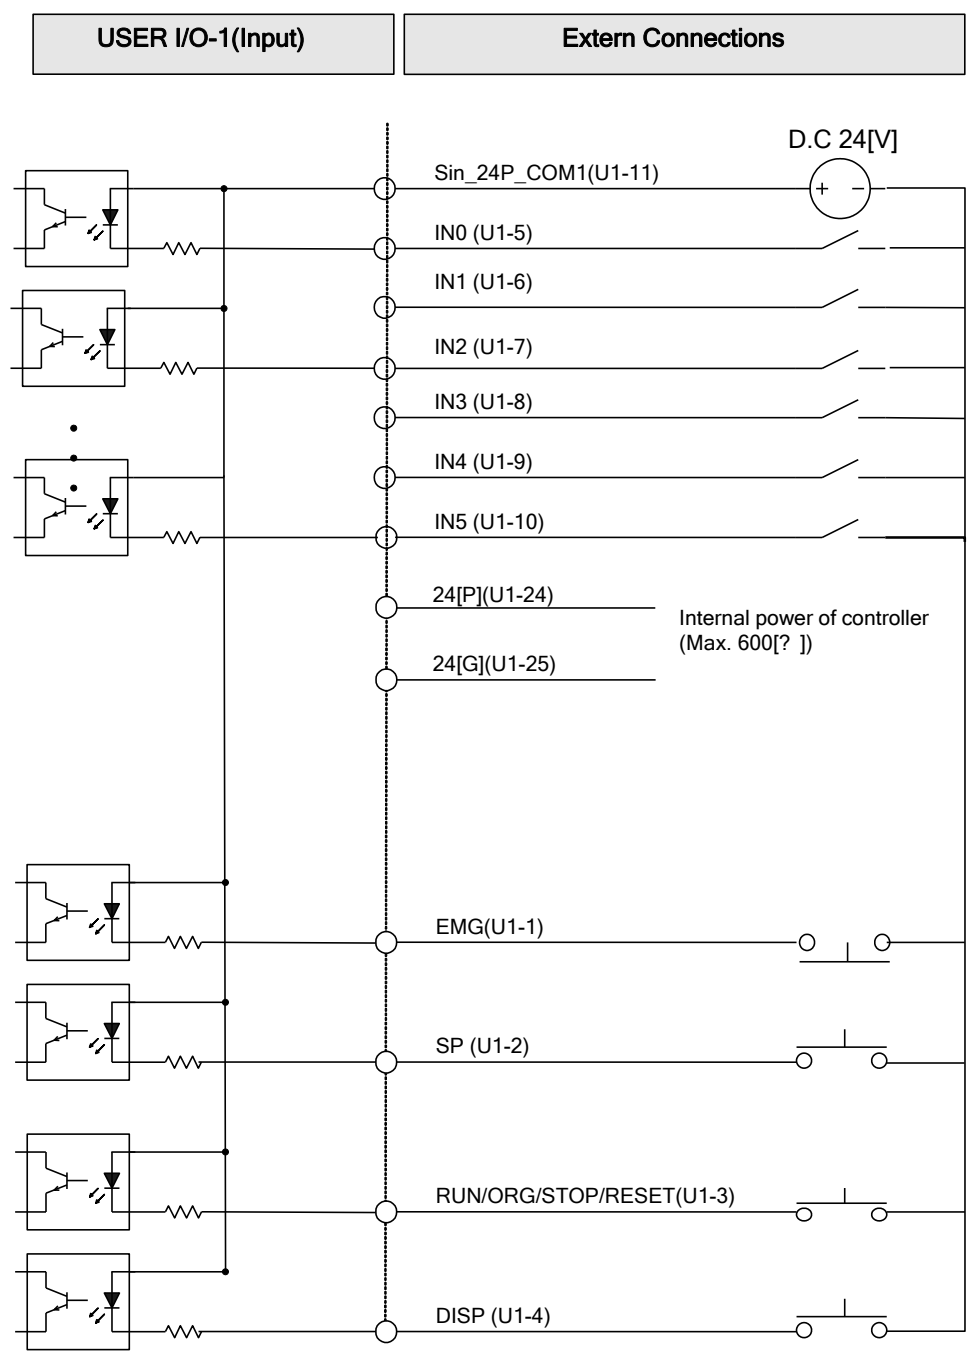 USER I/O-1(Input)
Extern Connections
D.C 24[V]
Sin_24P_COM1(U1-11)
+ −
IN0 (U1-5)
IN1 (U1-6)
IN2 (U1-7)
IN3 (U1-8)
IN4 (U1-9)
IN5 (U1-10)
24[P](U1-24)
Internal power of controller
(Max. 600[? ])
24[G](U1-25)
EMG(U1-1)
SP (U1-2)
RUN/ORG/STOP/RESET(U1-3)
DISP (U1-4)